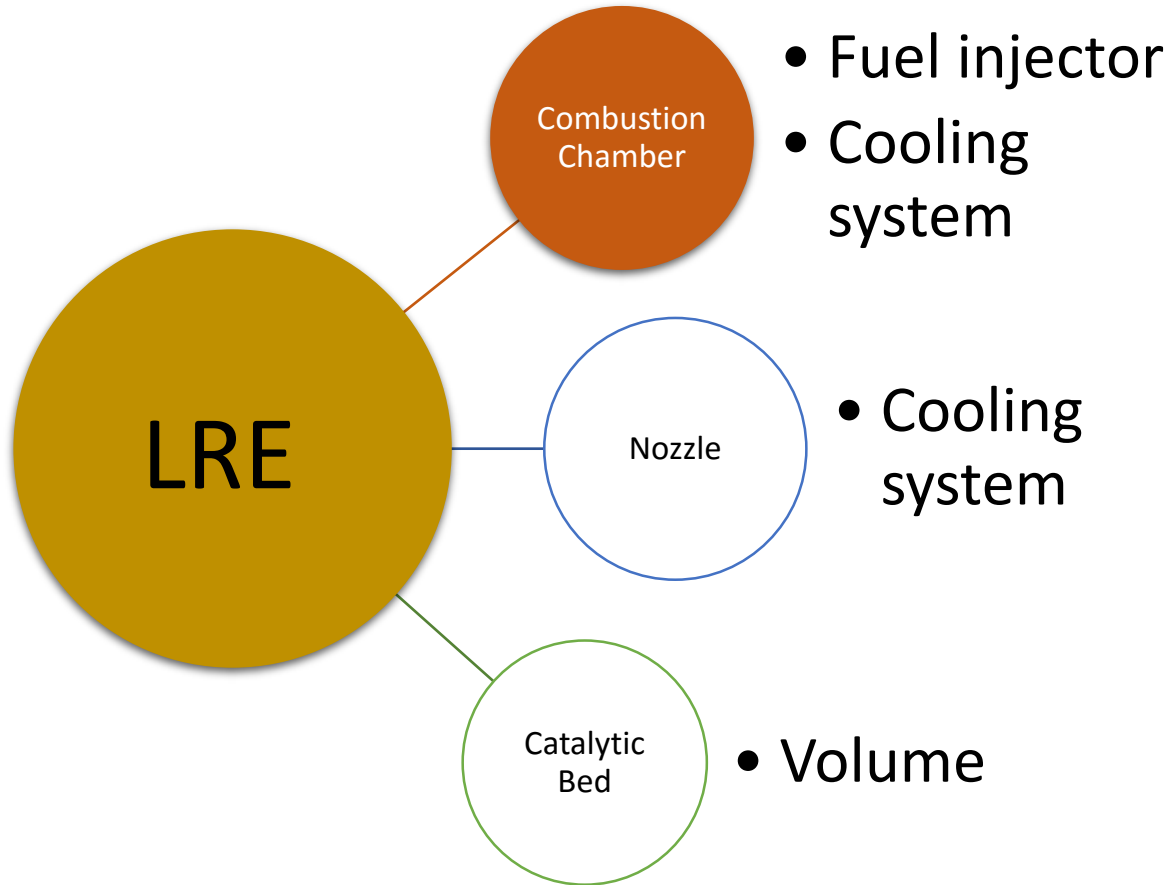 LRE
Combustion
Chamber
• Fuel injector
• Cooling
system
Nozzle
• Cooling
system
Catalytic
Bed
• Volume